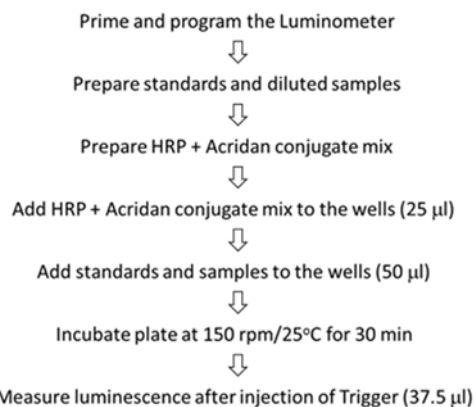 Prime and program the Luminometer
Prepare standards and diluted samples
Prepare HRP + Acridan conjugate mix
Add HRP + Acridan conjugate mix to the wells (25 µl)
Add standards and samples to the wells (50 µl)
Incubate plate at 150 rpm/25°C for 30 min
Measure luminescence after injection of Trigger (37.5 µl)